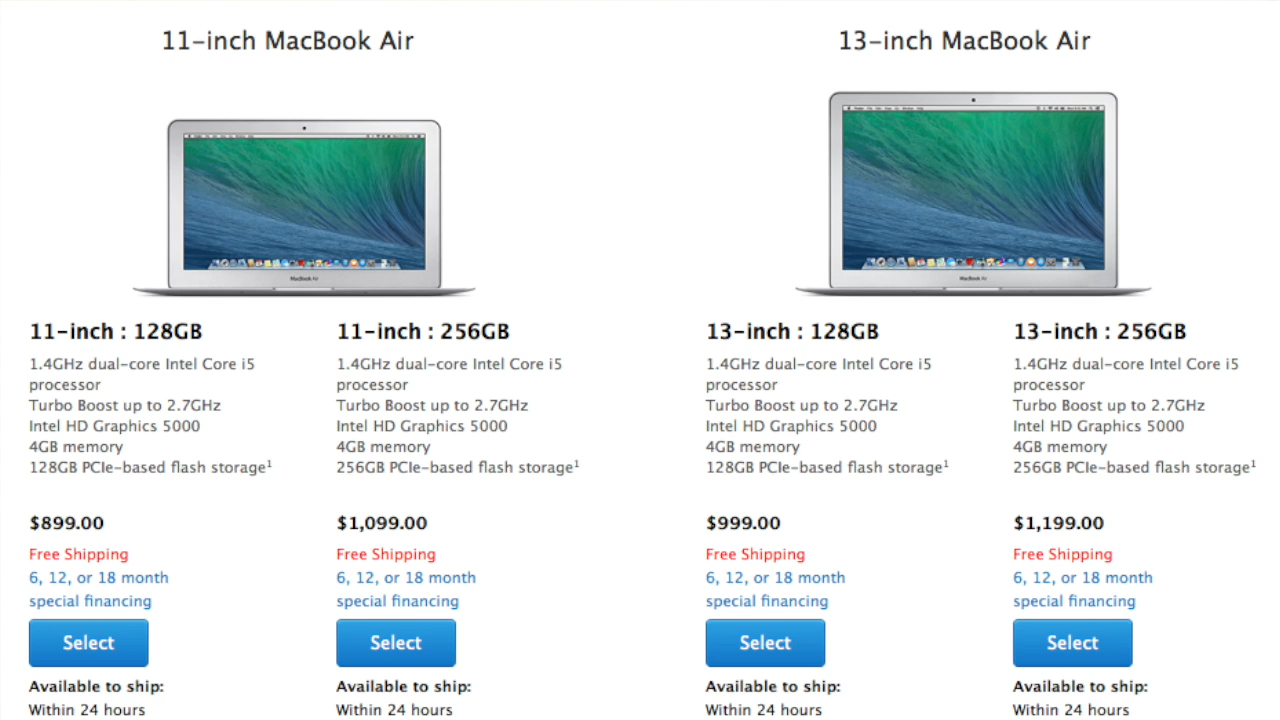 11-inch MacBook Air
13-inch MacBook Air
MacBook Air
MacBook Air
11-inch : 128GB
1.4GHz dual-core Intel Core i5
processor
Turbo Boost up to 2.7GHz
Intel HD Graphics 5000
4GB memory
128GB PCIe-based flash storage¹
$899.00
Free Shipping
6, 12, or 18 month
special financing
Select
Available to ship:
Within 24 hours
11-inch : 256GB
1.4GHz dual-core Intel Core i5
processor
Turbo Boost up to 2.7GHz
Intel HD Graphics 5000
4GB memory
256GB PCIe-based flash storage¹
$1,099.00
Free Shipping
6, 12, or 18 month
special financing
Select
Available to ship:
Within 24 hours
13-inch : 128GB
1.4GHz dual-core Intel Core i5
processor
Turbo Boost up to 2.7GHz
Intel HD Graphics 5000
4GB memory
128GB PCIe-based flash storage¹
$999.00
Free Shipping
6, 12, or 18 month
special financing
Select
Available to ship:
Within 24 hours
13-inch : 256GB
1.4GHz dual-core Intel Core i5
processor
Turbo Boost up to 2.7GHz
Intel HD Graphics 5000
4GB memory
256GB PCIe-based flash storage¹
$1,199.00
Free Shipping
6, 12, or 18 month
special financing
Select
Available to ship:
Within 24 hours